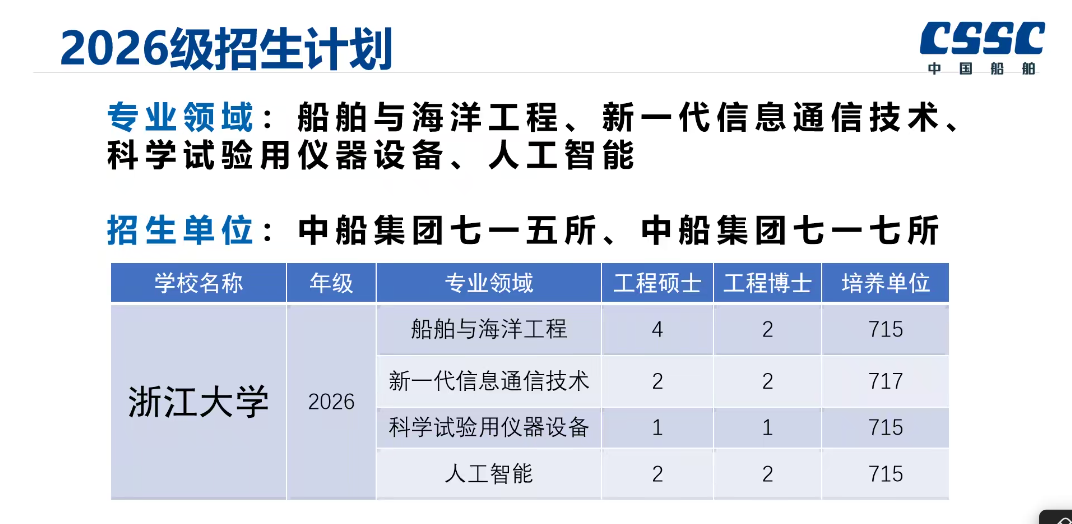 2026级招生计划
CSSC
中国船舶
专业领域：船舶与海洋工程、新一代信息通信技术、
科学试验用仪器设备、人工智能
招生单位：中船集团七一五所、中船集团七一七所
学校名称 年级 专业领域 工程硕士 工程博士 培养单位
浙江大学 2026 船舶与海洋工程 4 2 715
新一代信息通信技术 2 2 717
科学试验用仪器设备 1 1 715
人工智能 2 2 715